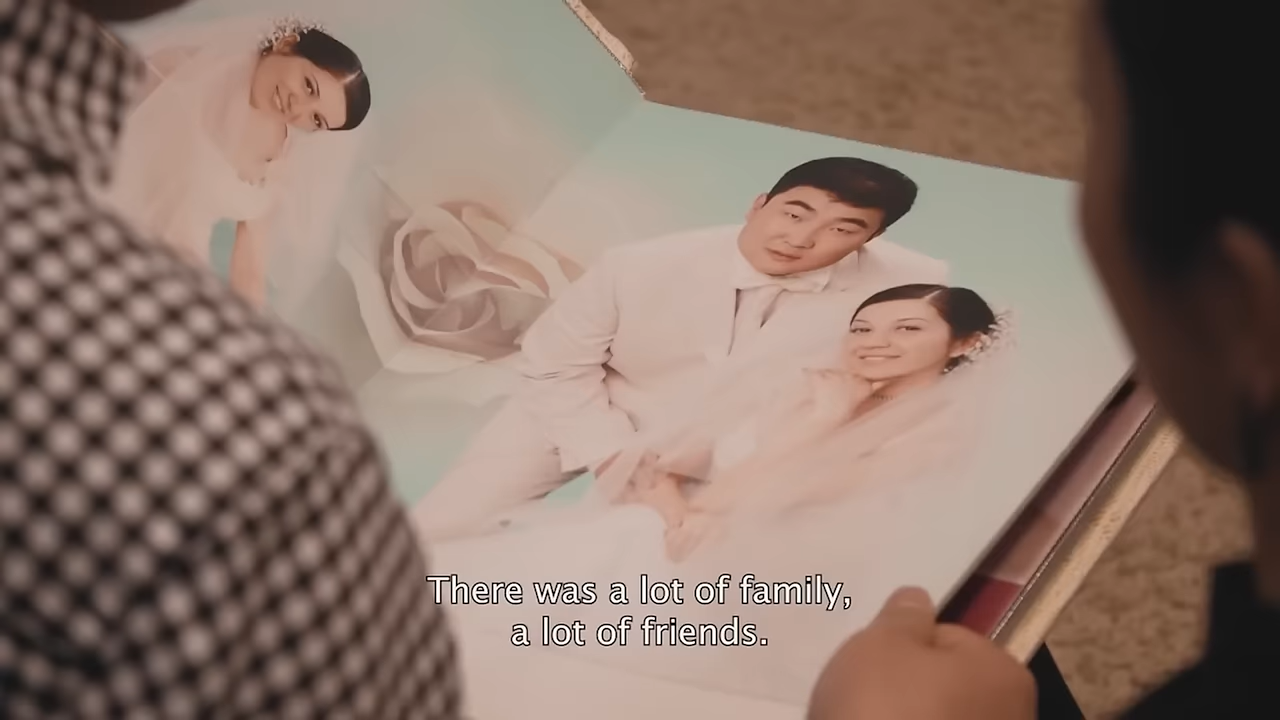 There was a lot of family,
a lot of friends.